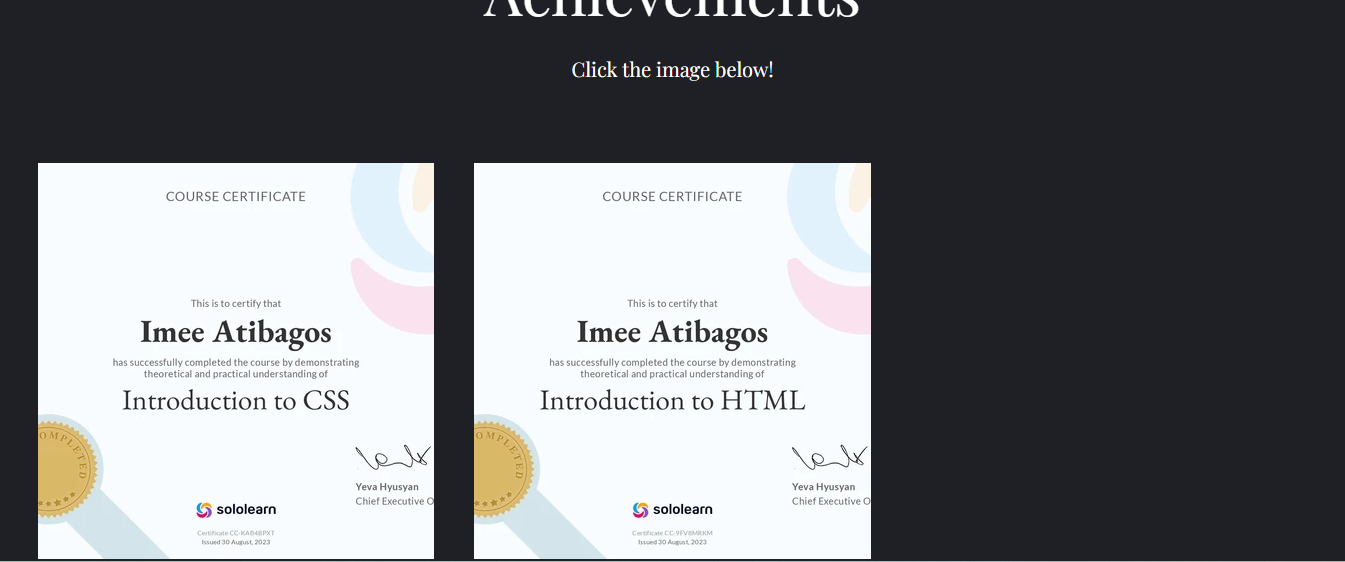 Achievements
Click the image below!
COURSE CERTIFICATE
This is to certify that
Imee Atibagos
has successfully completed the course by demonstrating
theoretical and practical understanding of
Introduction to CSS
OMPLETED
Yeva Hyusyan
Chief Executive O
sololearn
Certificate CC-KAB4BPXT
Issued 30 August, 2023
COURSE CERTIFICATE
This is to certify that
Imee Atibagos
has successfully completed the course by demonstrating
theoretical and practical understanding of
Introduction to HTML
OMPLETED
Yeva Hyusyan
Chief Executive O
sololearn
Certificate CC-9FV8MRKM
Issued 30 August, 2023